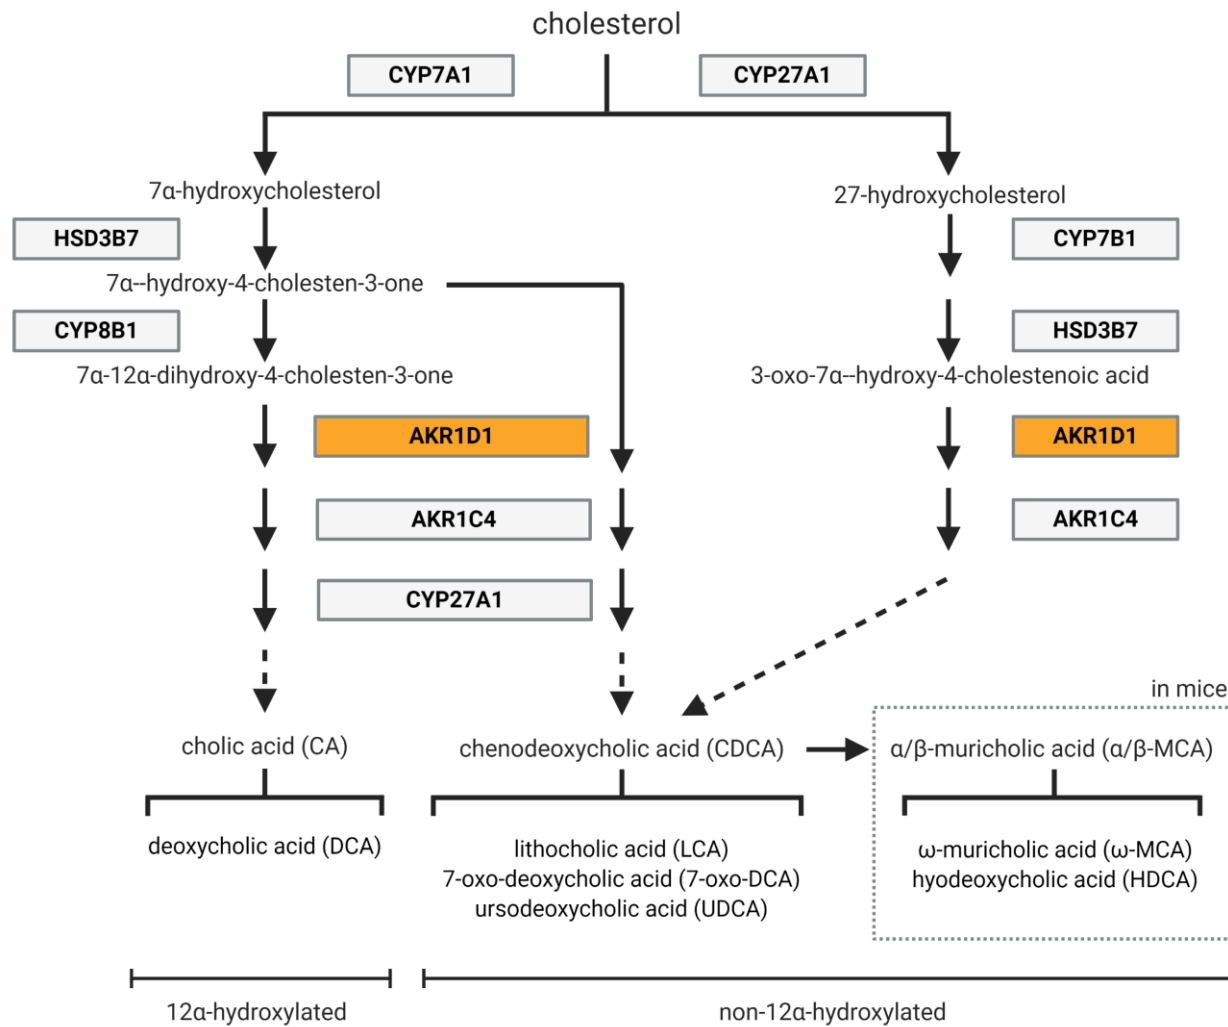 cholesterol
CYP7A1
CYP27A1
7α-hydroxycholesterol
27-hydroxycholesterol
HSD3B7
CYP7B1
7α--hydroxy-4-cholesten-3-one
CYP8B1
HSD3B7
7α-12α-dihydroxy-4-cholesten-3-one
3-oxo-7α--hydroxy-4-cholestenoic acid
AKR1D1
AKR1D1
AKR1C4
AKR1C4
CYP27A1
in mice
cholic acid (CA)
chenodeoxycholic acid (CDCA)
α/β-muricholic acid (α/β-MCA)
deoxycholic acid (DCA)
lithocholic acid (LCA)
7-oxo-deoxycholic acid (7-oxo-DCA)
ursodeoxycholic acid (UDCA)
ω-muricholic acid (ω-MCA)
hyodeoxycholic acid (HDCA)
12α-hydroxylated
non-12α-hydroxylated